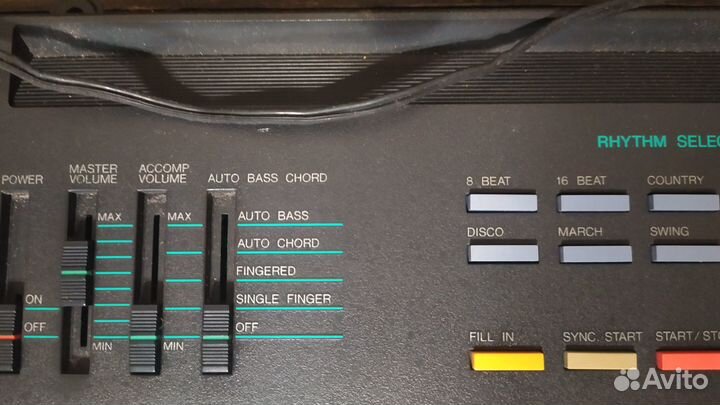 RHYTHM SELEC
POWER
MASTER
VOLUME
ACCOMP.
VOLUME
AUTO BASS CHORD
MAX
MAX
AUTO BASS
AUTO CHORD
FINGERED
ON
SINGLE FINGER
OFF
OFF
MIN
MIN
8 BEAT
16 BEAT
COUNTRY
DISCO
MARCH
SWING
FILL IN
SYNC. START
START/STO
Avito